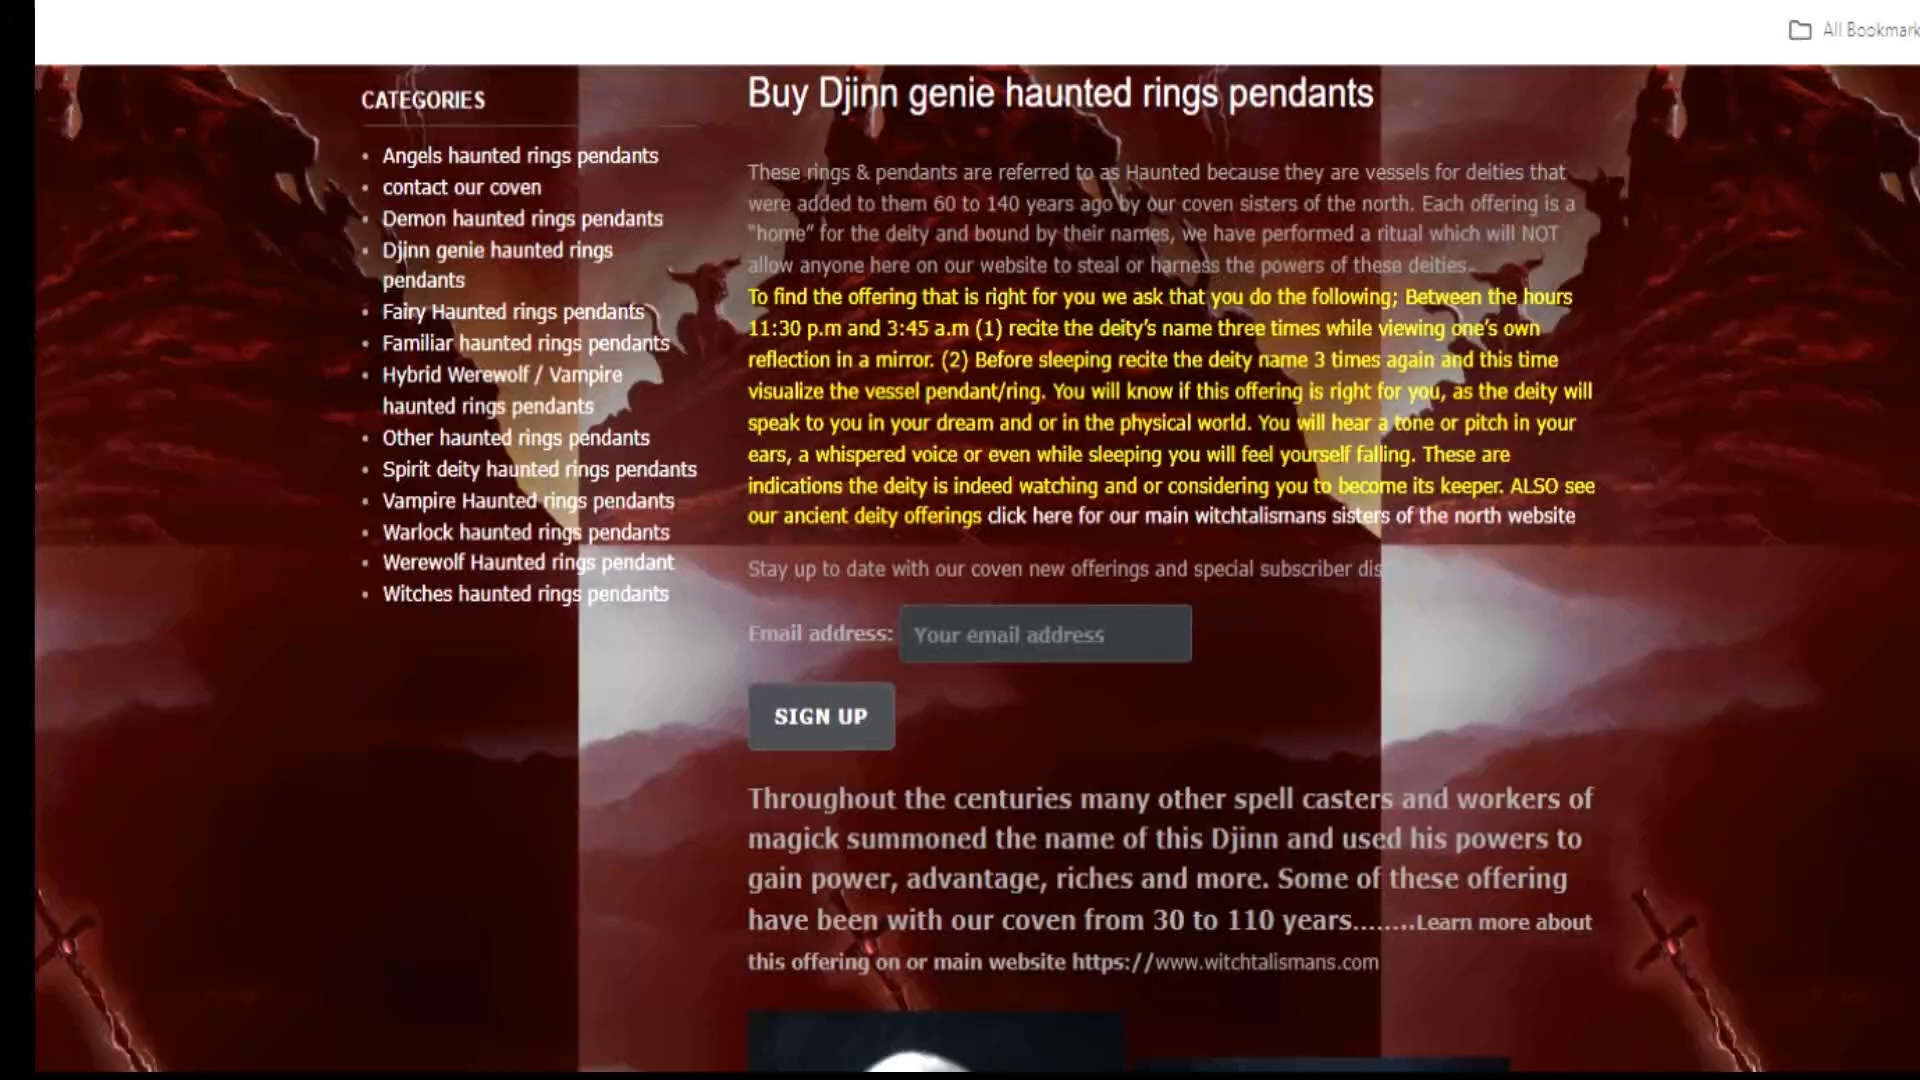 All Bookmark
CATEGORIES
Angels haunted rings pendants
contact our coven
Demon haunted rings pendants
Djinn genie haunted rings
pendants
Fairy Haunted rings pendants
Familiar haunted rings pendants
Hybrid Werewolf / Vampire
haunted rings pendants
Other haunted rings pendants
Spirit deity haunted rings pendants
Vampire Haunted rings pendants
Warlock haunted rings pendants
Werewolf Haunted rings pendant
Witches haunted rings pendants
Buy Djinn genie haunted rings pendants
These rings & pendants are referred to as Haunted because they are vessels for deities that
were added to them 60 to 140 years ago by our coven sisters of the north. Each offering is a
"home" for the deity and bound by their names, we have performed a ritual which will NOT
allow anyone here on our website to steal or harness the powers of these deities.
To find the offering that is right for you we ask that you do the following; Between the hours
11:30 p.m and 3:45 a.m (1) recite the deity's name three times while viewing one's own
reflection in a mirror. (2) Before sleeping recite the deity name 3 times again and this time
visualize the vessel pendant/ring. You will know if this offering is right for you, as the deity will
speak to you in your dream and or in the physical world. You will hear a tone or pitch in your
ears, a whispered voice or even while sleeping you will feel yourself falling. These are
indications the deity is indeed watching and or considering you to become its keeper. ALSO see
our ancient deity offerings click here for our main witchtalismans sisters of the north website
Stay up to date with our coven new offerings and special subscriber dis
Email address: Your email address
SIGN UP
Throughout the centuries many other spell casters and workers of
magick summoned the name of this Djinn and used his powers to
gain power, advantage, riches and more. Some of these offering
have been with our coven from 30 to 110 years........Learn more about
this offering on or main website https://www.witchtalismans.com